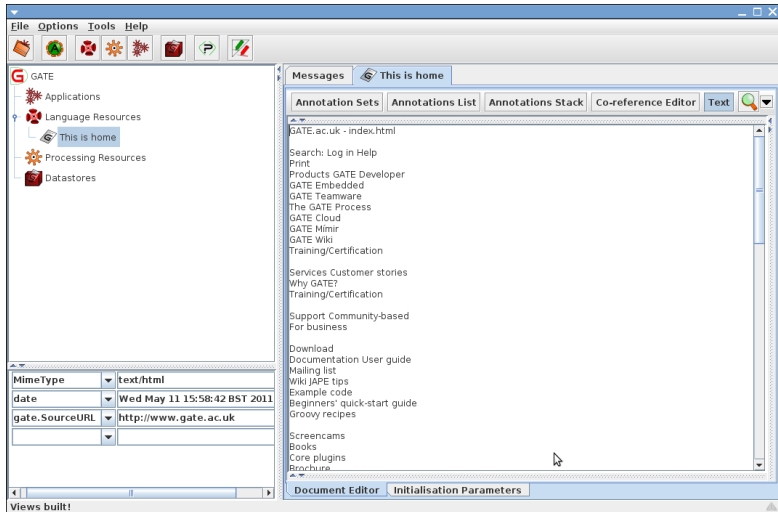 File Options Tools Help
GATE
Applications
Language Resources
This is home
Processing Resources
Datastores
MimeType text/html
date Wed May 11 15:58:42 BST 2011
gate.SourceURL http://www.gate.ac.uk
Messages This is home
Annotation Sets Annotations List Annotations Stack Co-reference Editor Text
GATE.ac.uk - index.html
Search: Log in Help
Print
Products GATE Developer
GATE Embedded
GATE Teamware
The GATE Process
GATE Cloud
GATE Mímir
GATE Wiki
Training/Certification
Services Customer stories
Why GATE?
Training/Certification
Support Community-based
For business
Download
Documentation User guide
Mailing list
Wiki JAPE tips
Example code
Beginners' quick-start guide
Groovy recipes
Screencams
Books
Core plugins
Brochure
Document Editor Initialisation Parameters
Views built!